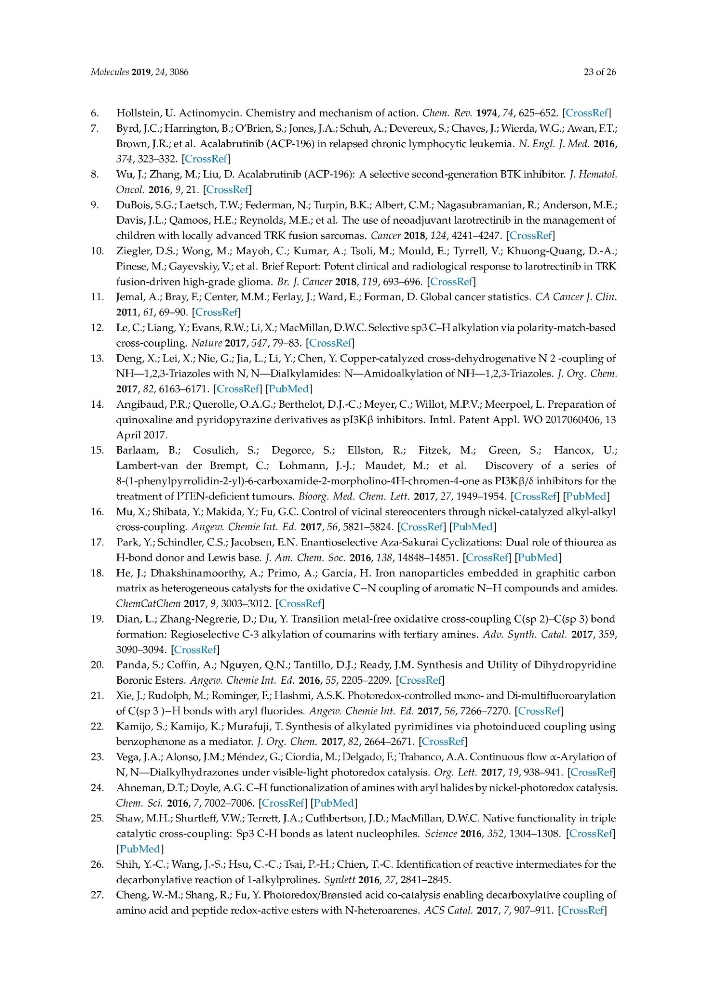 Molecules 2019, 24, 3086
23 of 26
6. Hollstein, U. Actinomycin. Chemistry and mechanism of action. Chem. Rev. 1974, 74, 625–652. [CrossRef]
7. Byrd, J.C.; Harrington, B.; O'Brien, S.; Jones, J.A.; Schuh, A.; Devereux, S.; Chaves, J.; Wierda, W.G.; Awan, F.T.;
Brown, J.R.; et al. Acalabrutinib (ACP-196) in relapsed chronic lymphocytic leukemia. N. Engl. J. Med. 2016,
374, 323–332. [CrossRef]
8. Wu, J.; Zhang, M.; Liu, D. Acalabrutinib (ACP-196): A selective second-generation BTK inhibitor. J. Hematol.
Oncol. 2016, 9, 21. [CrossRef]
9. DuBois, S.G.; Laetsch, T.W.; Federman, N.; Turpin, B.K.; Albert, C.M.; Nagasubramanian, R.; Anderson, M.E.;
Davis, J.L.; Qamoos, H.E.; Reynolds, M.E.; et al. The use of neoadjuvant larotrectinib in the management of
children with locally advanced TRK fusion sarcomas. Cancer 2018, 124, 4241–4247. [CrossRef]
10. Ziegler, D.S.; Wong, M.; Mayoh, C.; Kumar, A.; Tsoli, M.; Mould, E.; Tyrrell, V.; Khuong-Quang, D.-A.;
Pinese, M.; Gayevskiy, V.; et al. Brief Report: Potent clinical and radiological response to larotrectinib in TRK
fusion-driven high-grade glioma. Br. J. Cancer 2018, 119, 693–696. [CrossRef]
11. Jemal, A.; Bray, F.; Center, M.M.; Ferlay, J.; Ward, E.; Forman, D. Global cancer statistics. CA Cancer J. Clin.
2011, 61, 69–90. [CrossRef]
12. Le, C.; Liang, Y.; Evans, R.W.; Li, X.; MacMillan, D.W.C. Selective sp3 C–H alkylation via polarity-match-based
cross-coupling. Nature 2017, 547, 79–83. [CrossRef]
13. Deng, X.; Lei, X.; Nie, G.; Jia, L.; Li, Y.; Chen, Y. Copper-catalyzed cross-dehydrogenative N 2 -coupling of
NH—1,2,3-Triazoles with N, N—Dialkylamides: N—Amidoalkylation of NH—1,2,3-Triazoles. J. Org. Chem.
2017, 82, 6163–6171. [CrossRef] [PubMed]
14. Angibaud, P.R.; Querolle, O.A.G.; Berthelot, D.J.-C.; Meyer, C.; Willot, M.P.V.; Meerpoel, L. Preparation of
quinoxaline and pyridopyrazine derivatives as pI3Kβ inhibitors. Intnl. Patent Appl. WO 2017060406, 13
April 2017.
15. Barlaam, B.; Cosulich, S.; Degorce, S.; Ellston, R.; Fitzek, M.; Green, S.; Hancox, U.;
Lambert-van der Brempt, C.; Lohmann, J.-J.; Maudet, M.; et al. Discovery of a series of
8-(1-phenylpyrrolidin-2-yl)-6-carboxamide-2-morpholino-4H-chromen-4-one as PI3Kβ/δ inhibitors for the
treatment of PTEN-deficient tumours. Bioorg. Med. Chem. Lett. 2017, 27, 1949–1954. [CrossRef] [PubMed]
16. Mu, X.; Shibata, Y.; Makida, Y.; Fu, G.C. Control of vicinal stereocenters through nickel-catalyzed alkyl-alkyl
cross-coupling. Angew. Chemie Int. Ed. 2017, 56, 5821–5824. [CrossRef] [PubMed]
17. Park, Y.; Schindler, C.S.; Jacobsen, E.N. Enantioselective Aza-Sakurai Cyclizations: Dual role of thiourea as
H-bond donor and Lewis base. J. Am. Chem. Soc. 2016, 138, 14848–14851. [CrossRef] [PubMed]
18. He, J.; Dhakshinamoorthy, A.; Primo, A.; Garcia, H. Iron nanoparticles embedded in graphitic carbon
matrix as heterogeneous catalysts for the oxidative C−N coupling of aromatic N−H compounds and amides.
ChemCatChem 2017, 9, 3003–3012. [CrossRef]
19. Dian, L.; Zhang-Negrerie, D.; Du, Y. Transition metal-free oxidative cross-coupling C(sp 2)–C(sp 3) bond
formation: Regioselective C-3 alkylation of coumarins with tertiary amines. Adv. Synth. Catal. 2017, 359,
3090–3094. [CrossRef]
20. Panda, S.; Coffin, A.; Nguyen, Q.N.; Tantillo, D.J.; Ready, J.M. Synthesis and Utility of Dihydropyridine
Boronic Esters. Angew. Chemie Int. Ed. 2016, 55, 2205–2209. [CrossRef]
21. Xie, J.; Rudolph, M.; Rominger, F.; Hashmi, A.S.K. Photoredox-controlled mono- and Di-multifluoroarylation
of C(sp 3 )−H bonds with aryl fluorides. Angew. Chemie Int. Ed. 2017, 56, 7266–7270. [CrossRef]
22. Kamijo, S.; Kamijo, K.; Murafuji, T. Synthesis of alkylated pyrimidines via photoinduced coupling using
benzophenone as a mediator. J. Org. Chem. 2017, 82, 2664–2671. [CrossRef]
23. Vega, J.A.; Alonso, J.M.; Méndez, G.; Ciordia, M.; Delgado, F.; Trabanco, A.A. Continuous flow α-Arylation of
N, N—Dialkylhydrazones under visible-light photoredox catalysis. Org. Lett. 2017, 19, 938–941. [CrossRef]
24. Ahneman, D.T.; Doyle, A.G. C–H functionalization of amines with aryl halides by nickel-photoredox catalysis.
Chem. Sci. 2016, 7, 7002–7006. [CrossRef] [PubMed]
25. Shaw, M.H.; Shurtleff, V.W.; Terrett, J.A.; Cuthbertson, J.D.; MacMillan, D.W.C. Native functionality in triple
catalytic cross-coupling: Sp3 C-H bonds as latent nucleophiles. Science 2016, 352, 1304–1308. [CrossRef]
[PubMed]
26. Shih, Y.-C.; Wang, J.-S.; Hsu, C.-C.; Tsai, P.-H.; Chien, T.-C. Identification of reactive intermediates for the
decarbonylative reaction of 1-alkylprolines. Synlett 2016, 27, 2841–2845.
27. Cheng, W.-M.; Shang, R.; Fu, Y. Photoredox/Brønsted acid co-catalysis enabling decarboxylative coupling of
amino acid and peptide redox-active esters with N-heteroarenes. ACS Catal. 2017, 7, 907–911. [CrossRef]